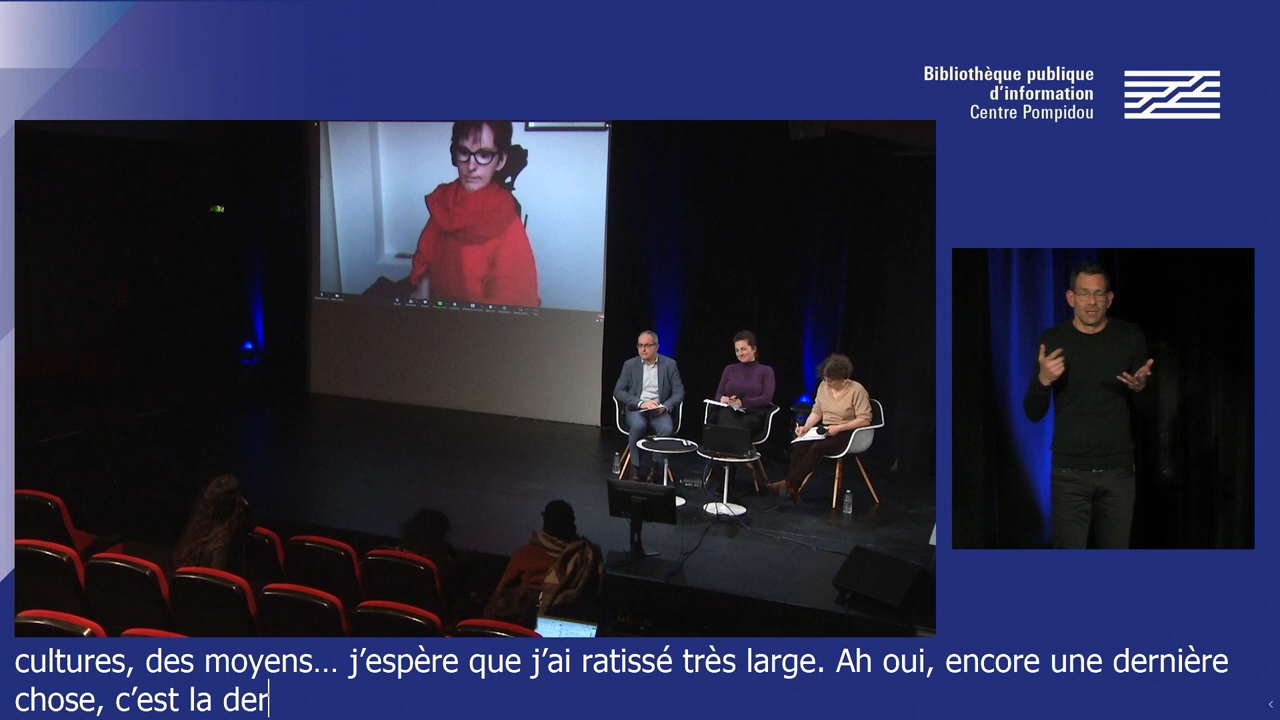 Bibliothèque publique
d’information
Centre Pompidou
cultures, des moyens… j’espère que j’ai ratissé très large. Ah oui, encore une dernière
chose, c’est la der